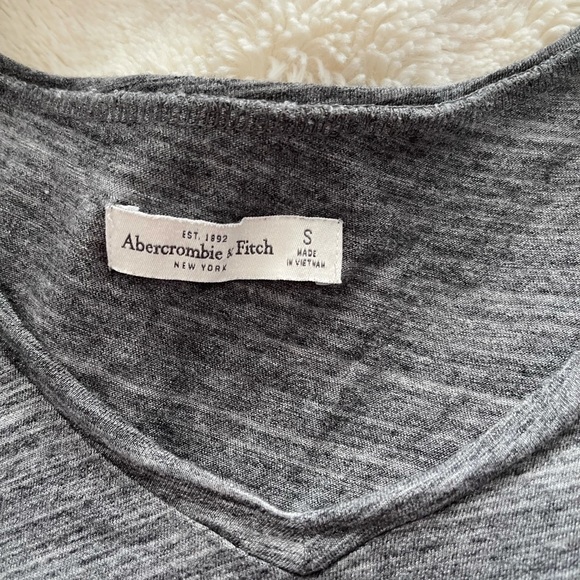 EST. 1892
Abercrombie & Fitch
NEW YORK
S
MADE
IN VIETNAM